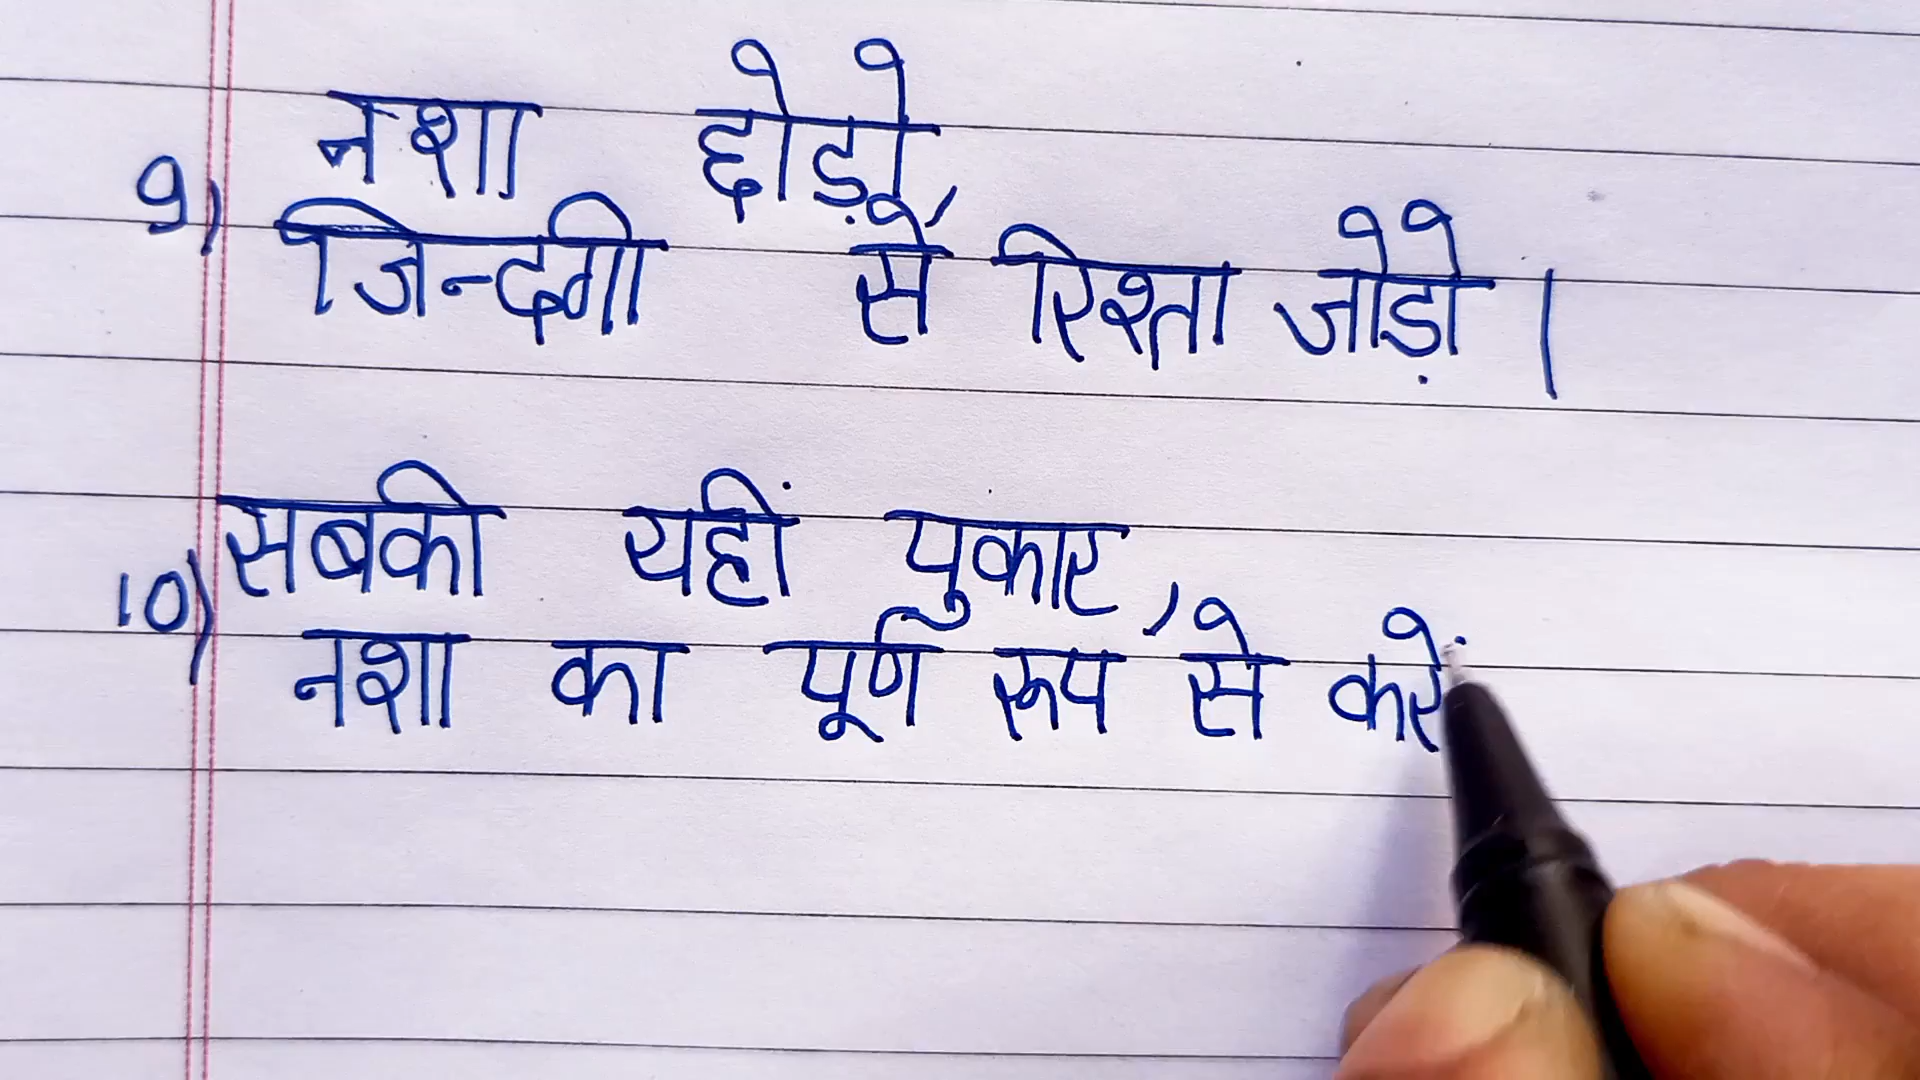 9) नशा छोड़ो,
जिन्दगी से रिश्ता जोड़ो ।
10) सबकी यहीं पुकार,
नशा का पूर्ण रूप से करें